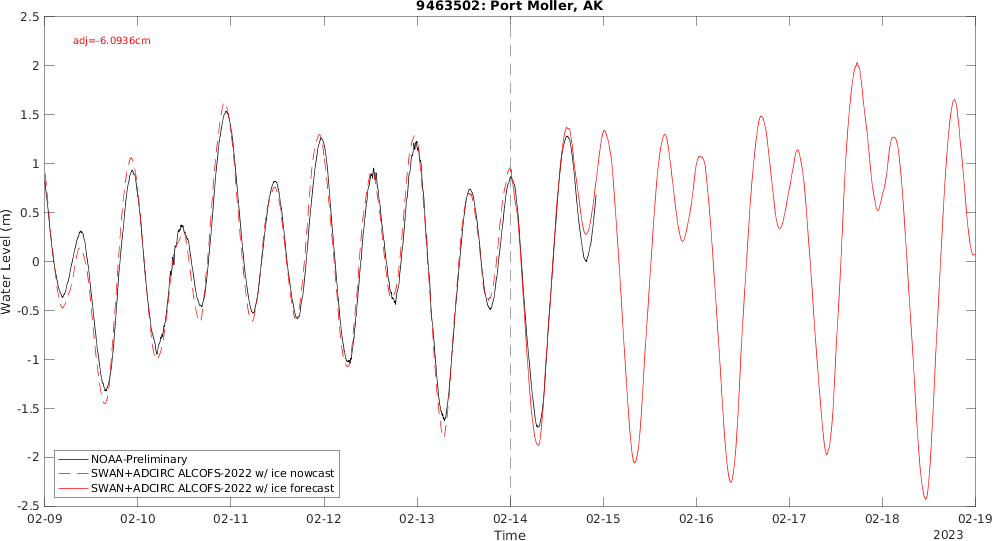 9463502: Port Moller, AK
adj=-6.0936cm
2.5
2
1.5
1
0.5
0
-0.5
-1
-1.5
-2
-2.5
Water Level (m)
NOAA-Preliminary
SWAN+ADCIRC ALCOFS-2022 w/ ice nowcast
SWAN+ADCIRC ALCOFS-2022 w/ ice forecast
02-09 02-10 02-11 02-12 02-13 02-14 02-15 02-16 02-17 02-18 02-19
Time
2023